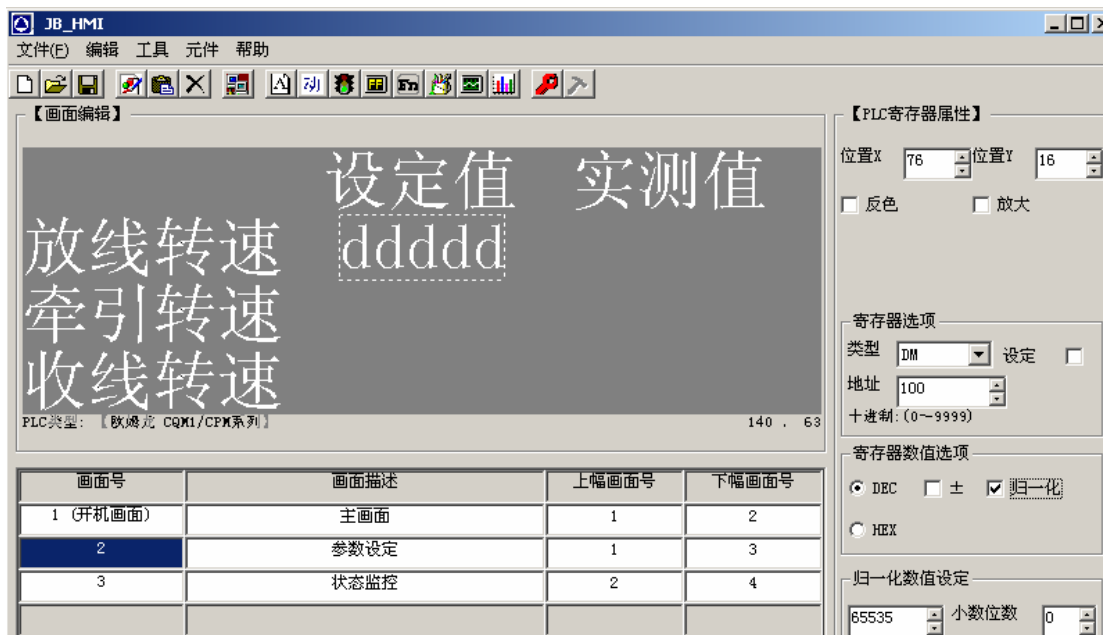 JB_HMI
文件(F) 编辑 工具 元件 帮助
【画面编辑】
设定值 实测值
放线转速 ddddd
牵引转速
收线转速
PLC类型: 【欧姆龙 CQM1/CPM系列】 140 . 63
画面号 画面描述 上幅画面号 下幅画面号
1 (开机画面) 主画面 1 2
2 参数设定 1 3
3 状态监控 2 4
【PLC寄存器属性】
位置X 76 位置Y 16
反色 放大
寄存器选项
类型 DM 设定
地址 100
十进制:(0--9999)
寄存器数值选项
DEC ± 归一化
HEX
归一化数值设定
65535 小数位数 0